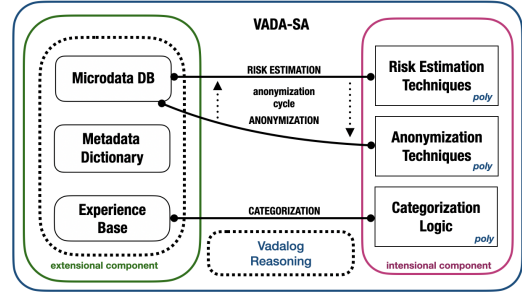 VADA-SA
Microdata DB
RISK ESTIMATION
Risk Estimation
Techniques
poly
anonymization
cycle
ANONYMIZATION
Anonymization
Techniques
poly
Metadata
Dictionary
Experience
Base
CATEGORIZATION
Categorization
Logic
poly
Vadalog
Reasoning
extensional component
intensional component